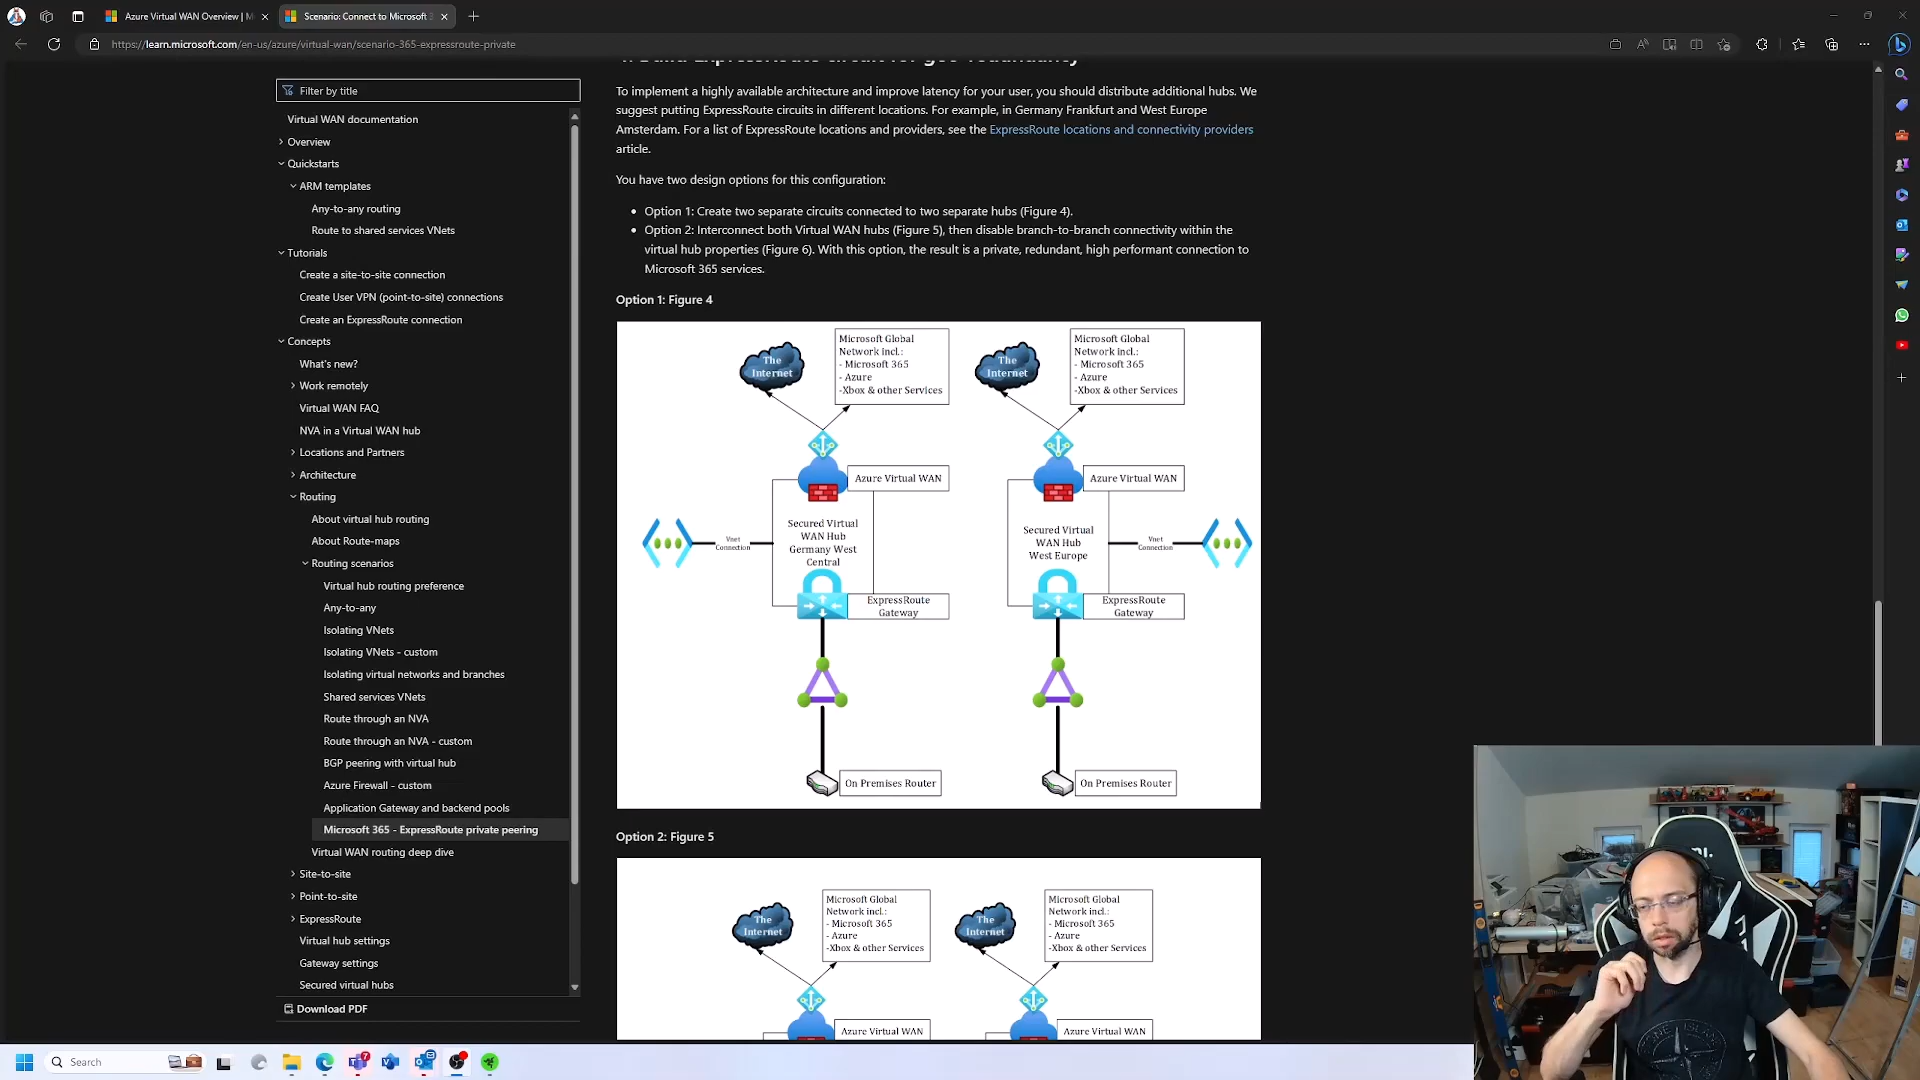 Azure Virtual WAN Overview | M
Scenario: Connect to Microsoft 3
https://learn.microsoft.com/en-us/azure/virtual-wan/scenario-365-expressroute-private
Filter by title
Virtual WAN documentation
Overview
Quickstarts
ARM templates
Any-to-any routing
Route to shared services VNets
Tutorials
Create a site-to-site connection
Create User VPN (point-to-site) connections
Create an ExpressRoute connection
Concepts
What's new?
Work remotely
Virtual WAN FAQ
NVA in a Virtual WAN hub
Locations and Partners
Architecture
Routing
About virtual hub routing
About Route-maps
Routing scenarios
Virtual hub routing preference
Any-to-any
Isolating VNets
Isolating VNets - custom
Isolating virtual networks and branches
Shared services VNets
Route through an NVA
Route through an NVA - custom
BGP peering with virtual hub
Azure Firewall - custom
Application Gateway and backend pools
Microsoft 365 - ExpressRoute private peering
Virtual WAN routing deep dive
Site-to-site
Point-to-site
ExpressRoute
Virtual hub settings
Gateway settings
Secured virtual hubs
Download PDF
To implement a highly available architecture and improve latency for your user, you should distribute additional hubs. We
suggest putting ExpressRoute circuits in different locations. For example, in Germany Frankfurt and West Europe
Amsterdam. For a list of ExpressRoute locations and providers, see the ExpressRoute locations and connectivity providers
article.
You have two design options for this configuration:
Option 1: Create two separate circuits connected to two separate hubs (Figure 4).
Option 2: Interconnect both Virtual WAN hubs (Figure 5), then disable branch-to-branch connectivity within the
virtual hub properties (Figure 6). With this option, the result is a private, redundant, high performant connection to
Microsoft 365 services.
Option 1: Figure 4
The
Internet
Microsoft Global
Network incl.:
- Microsoft 365
- Azure
-Xbox & other Services
Azure Virtual WAN
Secured Virtual
WAN Hub
Germany West
Central
Vnet
Connection
ExpressRoute
Gateway
On Premises Router
The
Internet
Microsoft Global
Network incl.:
- Microsoft 365
- Azure
-Xbox & other Services
Azure Virtual WAN
Secured Virtual
WAN Hub
West Europe
Vnet
Connection
ExpressRoute
Gateway
On Premises Router
Option 2: Figure 5
The
Internet
Microsoft Global
Network incl.:
- Microsoft 365
- Azure
-Xbox & other Services
Azure Virtual WAN
The
Internet
Microsoft Global
Network incl.:
- Microsoft 365
- Azure
-Xbox & other Services
Azure Virtual WAN
Search